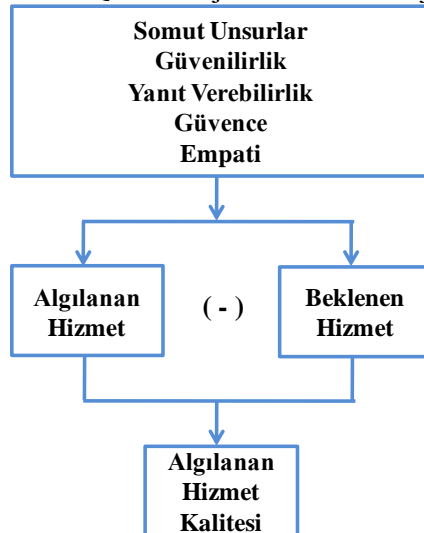 Somut Unsurlar
Güvenilirlik
Yanıt Verebilirlik
Güvence
Empati
Algılanan
Hizmet
( - )
Beklenen
Hizmet
Algılanan
Hizmet
Kalitesi